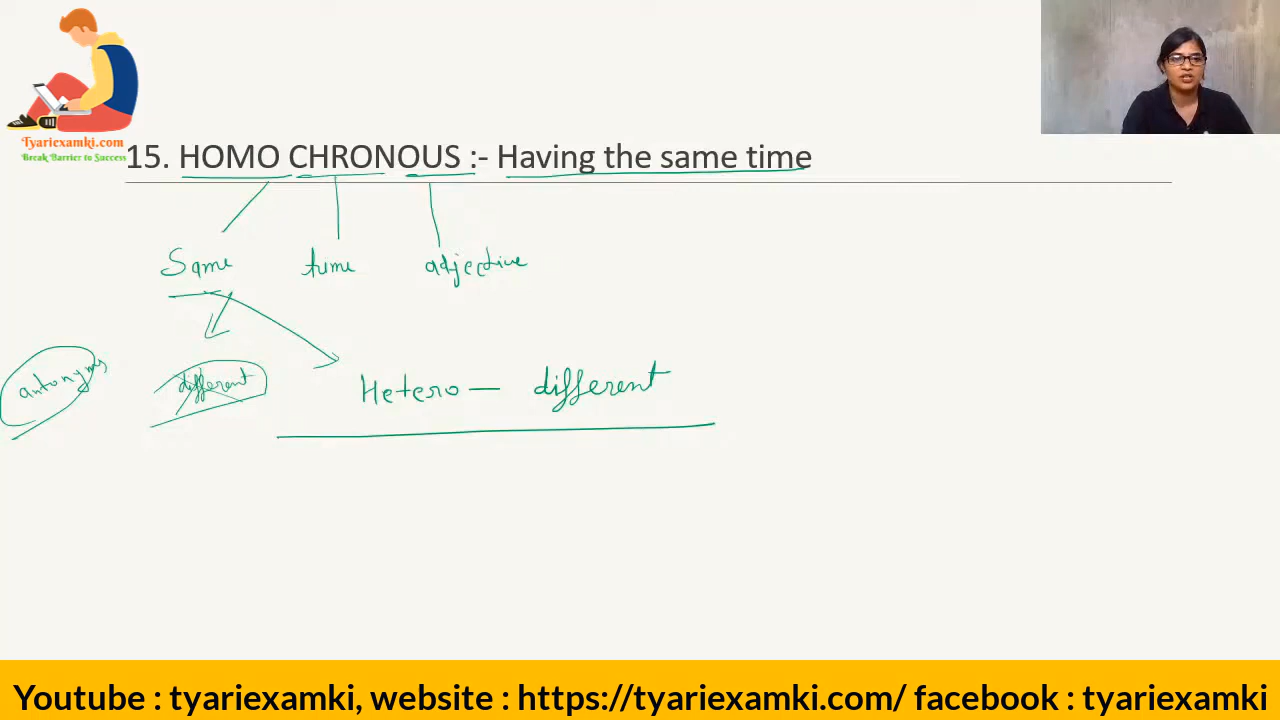 Tyariexamki.com
Break Barrier to Success
15. HOMO CHRONOUS :- Having the same time
Same time adjective
antonyms different Hetero — different
Youtube : tyariexamki, website : https://tyariexamki.com/ facebook : tyariexamki